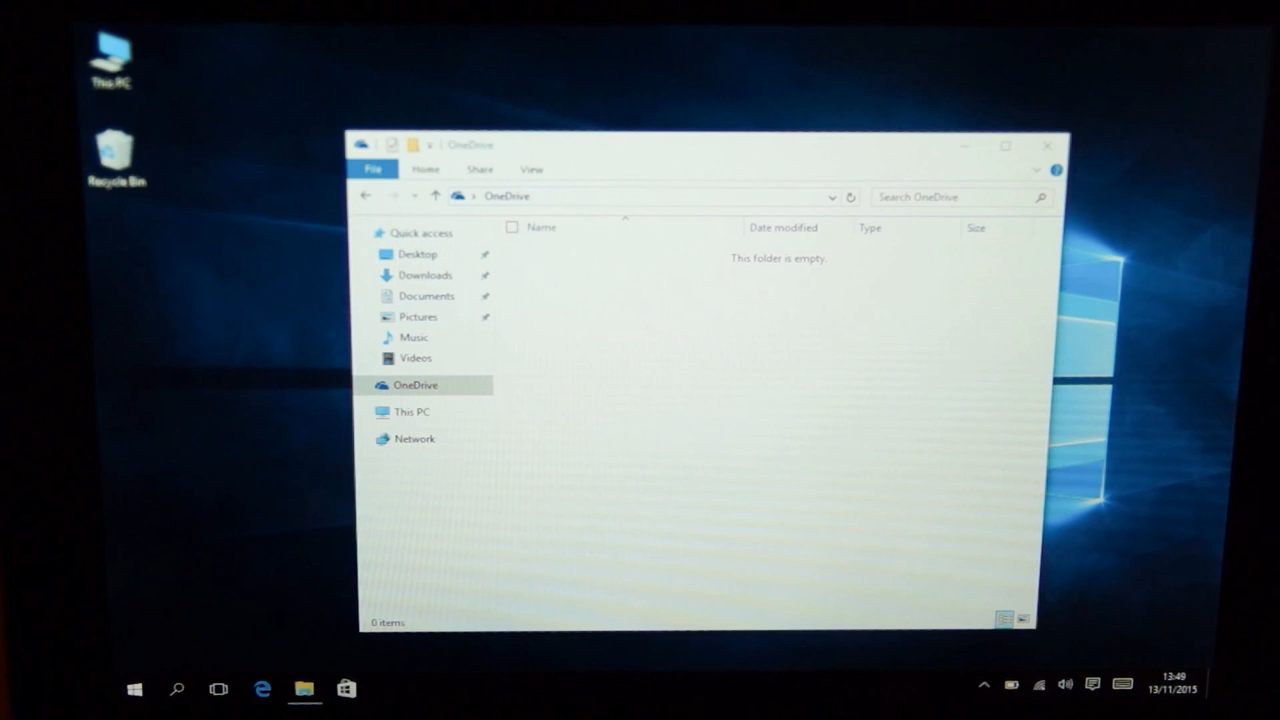 This PC
Recycle Bin
OneDrive
File Home Share View
OneDrive
Search OneDrive
Name Date modified Type Size
This folder is empty.
Quick access
Desktop
Downloads
Documents
Pictures
Music
Videos
OneDrive
This PC
Network
0 items
13:49
13/11/2015